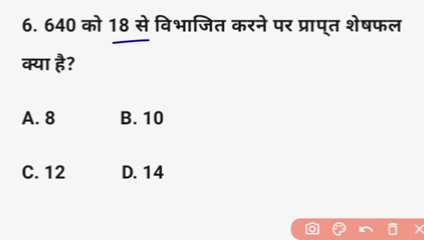 6. 640 को 18 से विभाजित करने पर प्राप्त शेषफल
क्या है?
A. 8 B. 10
C. 12 D. 14